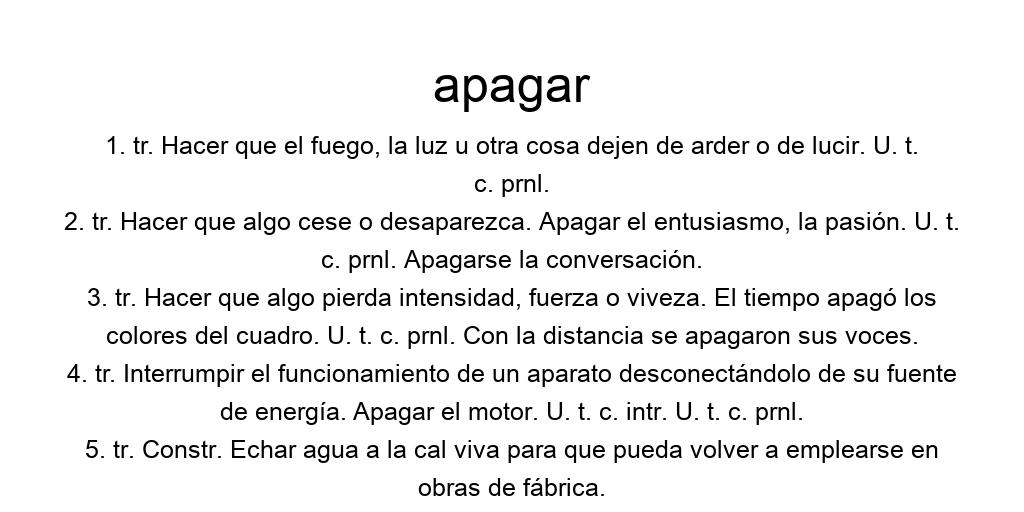 apagar
1. tr. Hacer que el fuego, la luz u otra cosa dejen de arder o de lucir. U. t.
c. prnl.
2. tr. Hacer que algo cese o desaparezca. Apagar el entusiasmo, la pasión. U. t.
c. prnl. Apagarse la conversación.
3. tr. Hacer que algo pierda intensidad, fuerza o viveza. El tiempo apagó los
colores del cuadro. U. t. c. prnl. Con la distancia se apagaron sus voces.
4. tr. Interrumpir el funcionamiento de un aparato desconectándolo de su fuente
de energía. Apagar el motor. U. t. c. intr. U. t. c. prnl.
5. tr. Constr. Echar agua a la cal viva para que pueda volver a emplearse en
obras de fábrica.